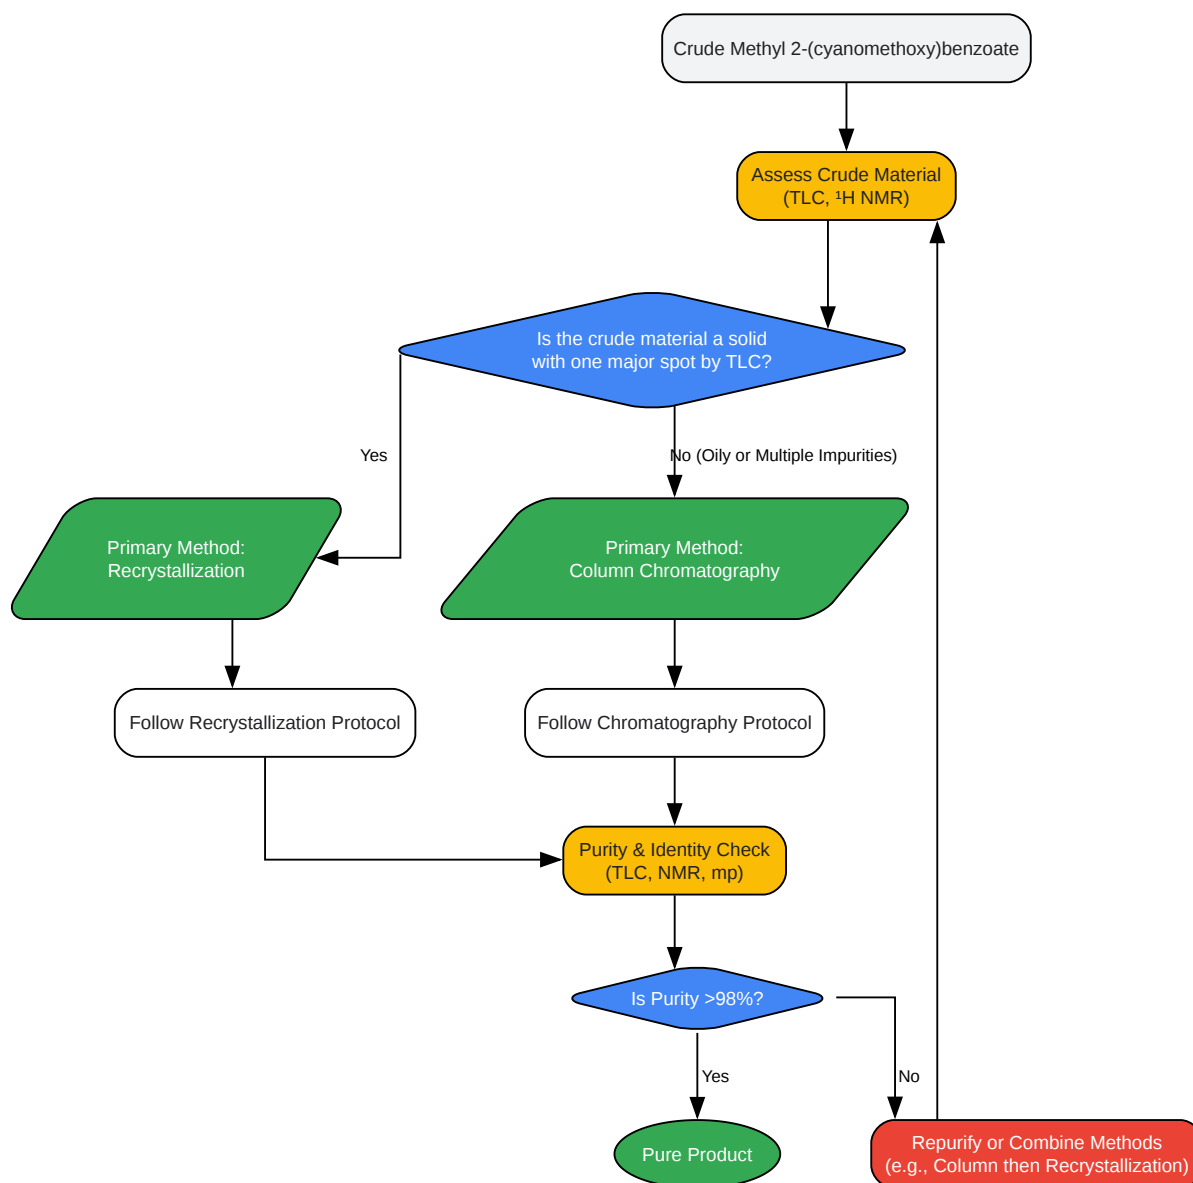 Crude Methyl 2-(cyanomethoxy)benzoate
Assess Crude Material
(TLC, ¹H NMR)
Is the crude material a solid
with one major spot by TLC?
Yes
No (Oily or Multiple Impurities)
Primary Method:
Recrystallization
Primary Method:
Column Chromatography
Follow Recrystallization Protocol
Follow Chromatography Protocol
Purity & Identity Check
(TLC, NMR, mp)
Is Purity >98%?
Yes
No
Pure Product
Repurify or Combine Methods
(e.g., Column then Recrystallization)